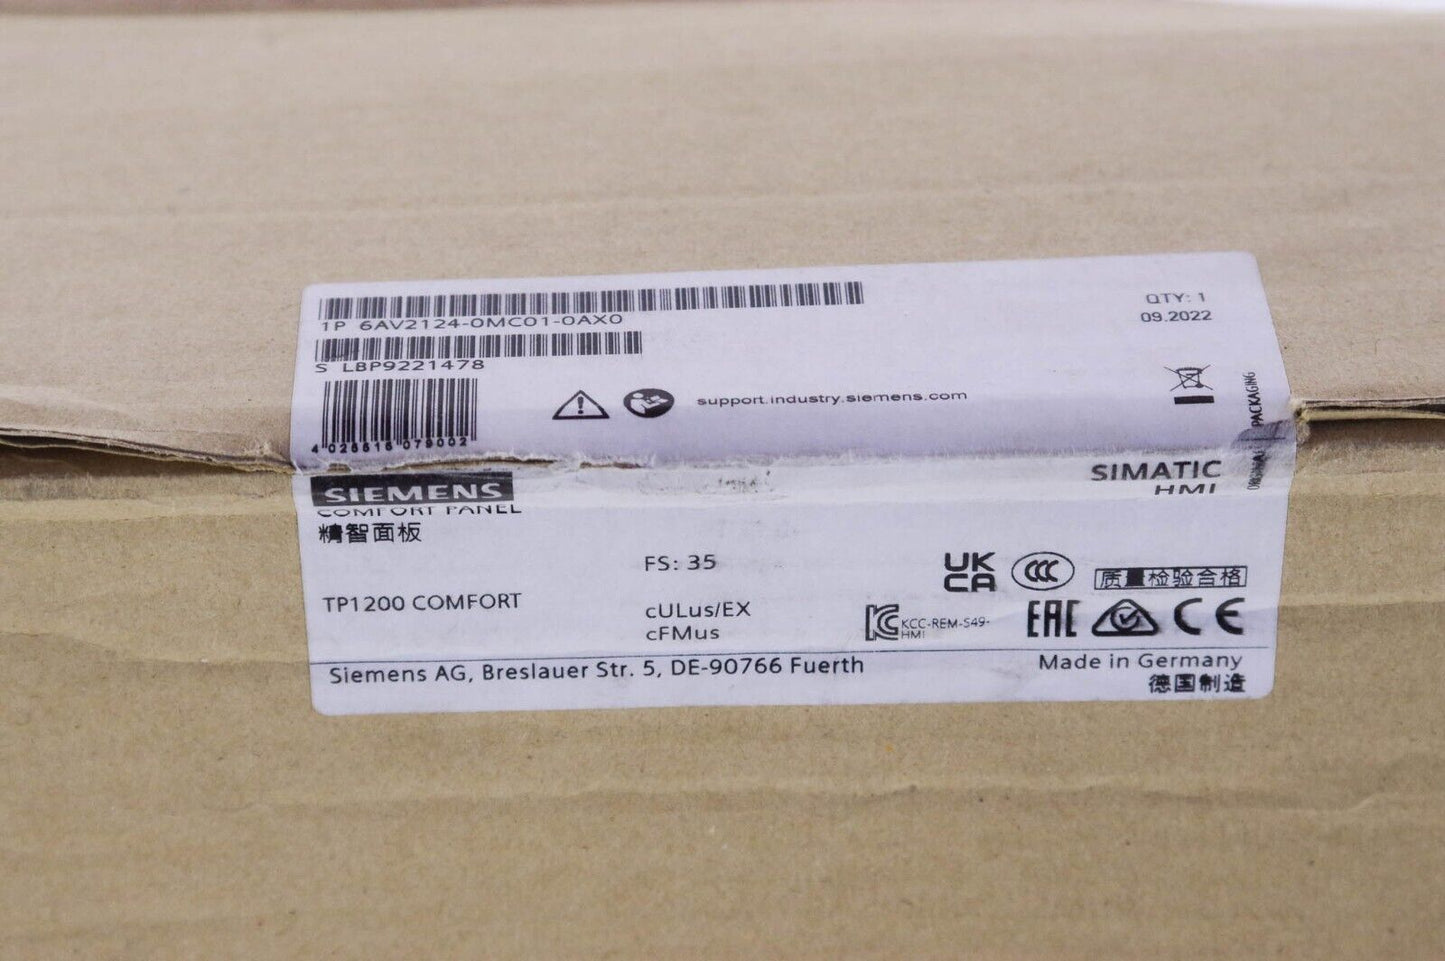 1P 6AV2124-0MC01-0AX0
QTY: 1
09.2022
S LBP9221478
4 025515 079002
support.industry.siemens.com
ORIGINAL PACKAGING
SIEMENS
SIMATIC
HMI
COMFORT PANEL
精智面板
FS: 35
UK
CA
CCC
质量检验合格
TP1200 COMFORT
cULus/EX
cFMus
KCC-REM-S49-
HMI
EAC
CE
Siemens AG, Breslauer Str. 5, DE-90766 Fuerth
Made in Germany
德国制造